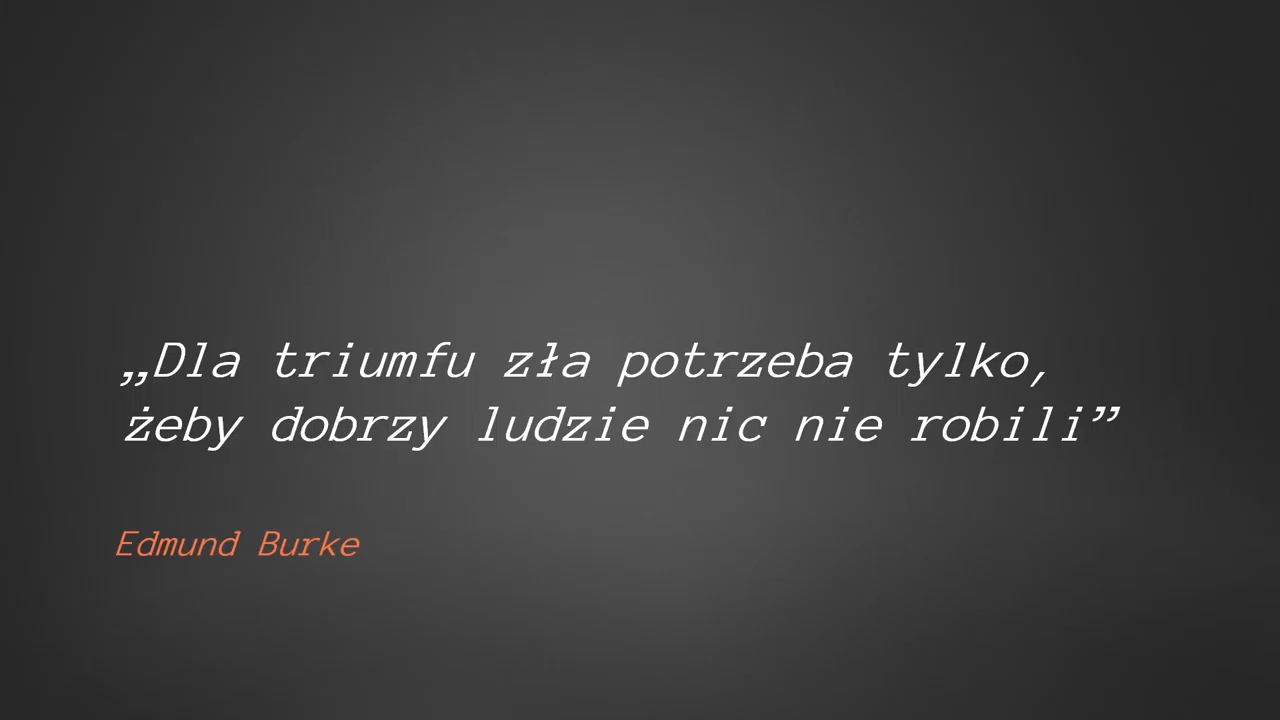 „Dla triumfu zła potrzeba tylko,
żeby dobrzy ludzie nic nie robili”
Edmund Burke